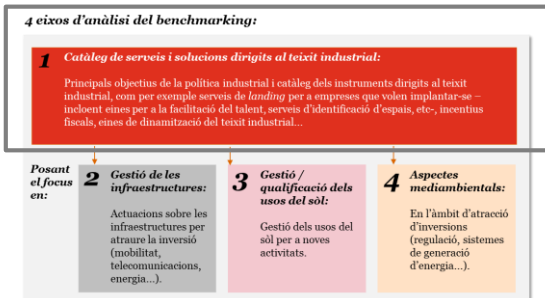 4 eixos d'anàlisi del benchmarking:
1 Catàleg de serveis i solucions dirigits al teixit industrial:
Principals objectius de la política industrial i catàleg dels instruments dirigits al teixit
industrial, com per exemple serveis de landing per a empreses que volen implantar-se –
incloent eines per a la facilitació del talent, serveis d'identificació d'espais, etc-, incentius
fiscals, eines de dinamització del teixit industrial...
Posant
el focus
en:
2 Gestió de les
infraestructures:
Actuacions sobre les
infraestructures per
atraure la inversió
(mobilitat,
telecomunicacions,
energia...).
3 Gestió /
qualificació dels
usos del sòl:
Gestió dels usos del
sòl per a noves
activitats.
4 Aspectes
mediambientals:
En l'àmbit d'atracció
d'inversions
(regulació, sistemes
de generació
d'energia...).